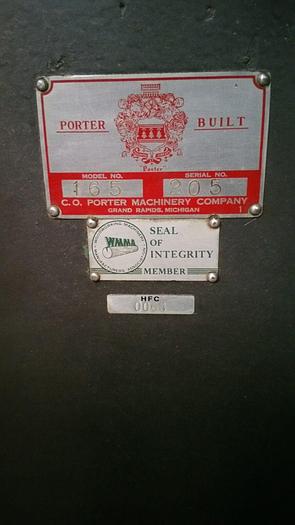 PORTER BUILT
"Porter"
MODEL NO. SERIAL NO.
165 205
C. O. PORTER MACHINERY COMPANY
GRAND RAPIDS, MICHIGAN 1
WMMA
SEAL
OF
INTEGRITY
MEMBER
HFC